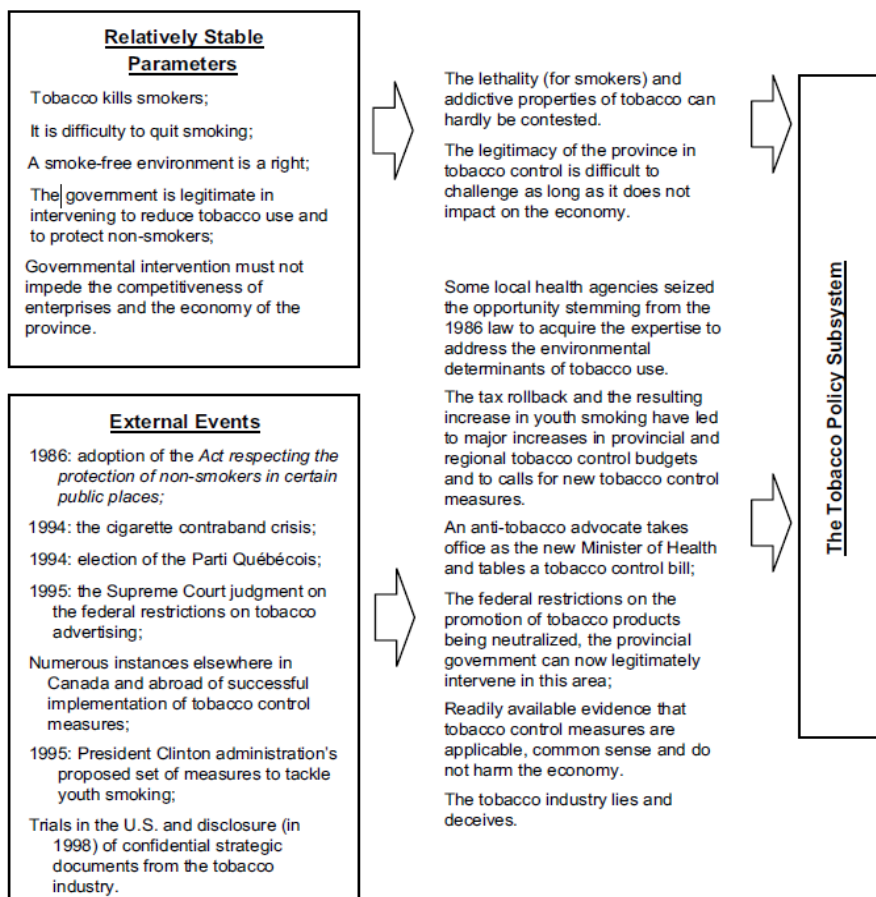 Relatively Stable
Parameters
Tobacco kills smokers;
It is difficulty to quit smoking;
A smoke-free environment is a right;
The government is legitimate in
intervening to reduce tobacco use and
to protect non-smokers;
Governmental intervention must not
impede the competitiveness of
enterprises and the economy of the
province.
External Events
1986: adoption of the Act respecting the
protection of non-smokers in certain
public places;
1994: the cigarette contraband crisis;
1994: election of the Parti Québécois;
1995: the Supreme Court judgment on
the federal restrictions on tobacco
advertising;
Numerous instances elsewhere in
Canada and abroad of successful
implementation of tobacco control
measures;
1995: President Clinton administration's
proposed set of measures to tackle
youth smoking;
Trials in the U.S. and disclosure (in
1998) of confidential strategic
documents from the tobacco
industry.
The lethality (for smokers) and
addictive properties of tobacco can
hardly be contested.
The legitimacy of the province in
tobacco control is difficult to
challenge as long as it does not
impact on the economy.
Some local health agencies seized
the opportunity stemming from the
1986 law to acquire the expertise to
address the environmental
determinants of tobacco use.
The tax rollback and the resulting
increase in youth smoking have led
to major increases in provincial and
regional tobacco control budgets
and to calls for new tobacco control
measures.
An anti-tobacco advocate takes
office as the new Minister of Health
and tables a tobacco control bill;
The federal restrictions on the
promotion of tobacco products
being neutralized, the provincial
government can now legitimately
intervene in this area;
Readily available evidence that
tobacco control measures are
applicable, common sense and do
not harm the economy.
The tobacco industry lies and
deceives.
The Tobacco Policy Subsystem